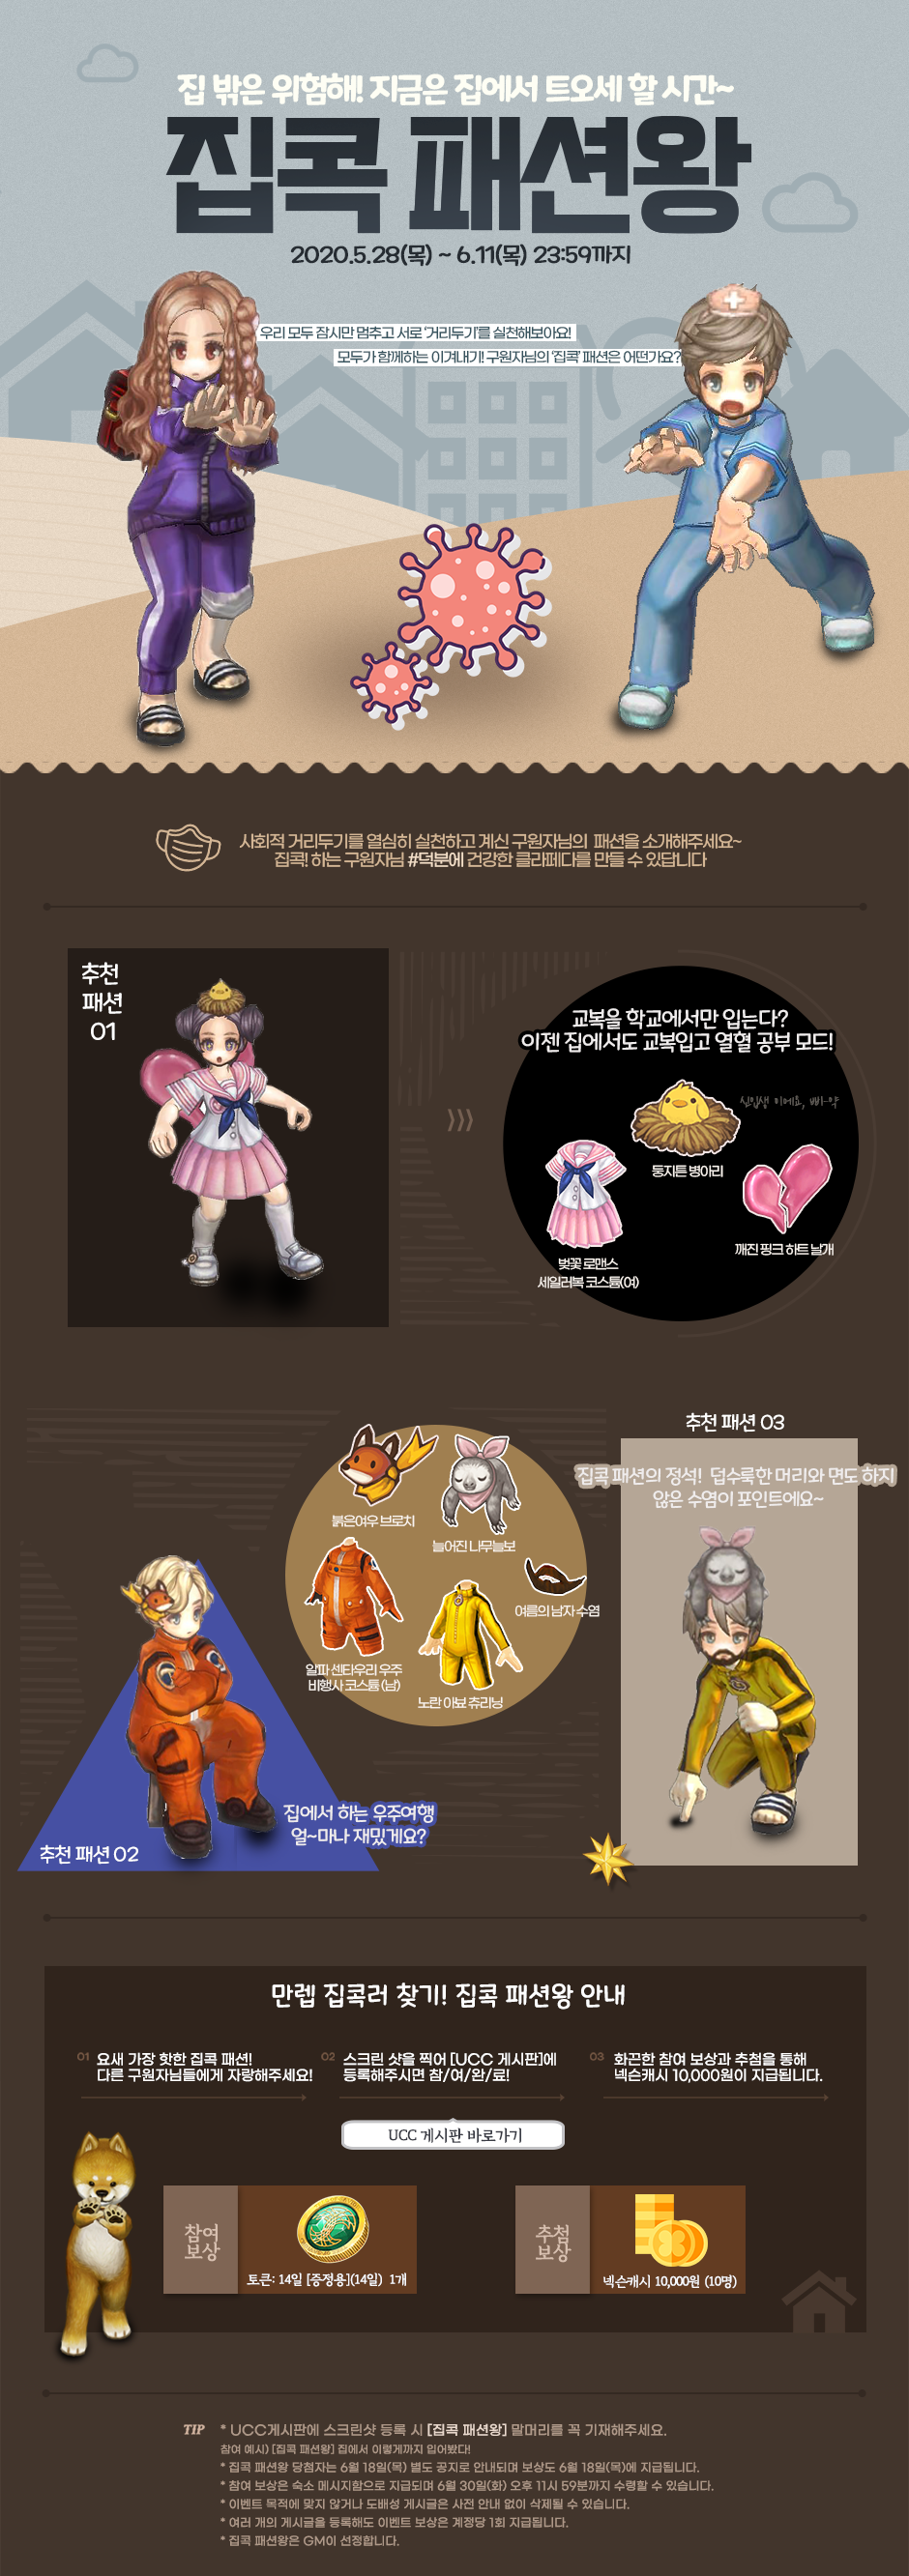 집 밖은 위험해! 지금은 집에서 트오세 할 시간~
집콕 패션왕
2020.5.28(목) ~ 6.11(목) 23:59까지
우리 모두 잠시만 멈추고 서로 '거리두기'를 실천해보아요!
모두가 함께하는 이겨내기! 구원자님의 '집콕' 패션은 어떤가요?
사회적 거리두기를 열심히 실천하고 계신 구원자님의 패션을 소개해주세요~
집콕! 하는 구원자님 #덕분에 건강한 클라페다를 만들 수 있답니다
추천
패션
01
교복을 학교에서만 입는다?
이젠 집에서도 교복입고 열혈 공부 모드!
신입생 이에요, 삐-약
둥지튼 병아리
깨진 핑크 하트 날개
벚꽃 로맨스
세일러복 코스튬(여)
추천 패션 03
집콕 패션의 정석! 덥수룩한 머리와 면도 하지
않은 수염이 포인트에요~
붉은여우 브로치
늘어진 나무늘보
여름의 남자 수염
알파 센타우리 우주
비행사 코스튬 (남)
노란 아뵤 츄리닝
집에서 하는 우주여행
얼~마나 재밌게요?
추천 패션 02
만렙 집콕러 찾기! 집콕 패션왕 안내
01 요새 가장 핫한 집콕 패션!
다른 구원자님들에게 자랑해주세요!
02 스크린 샷을 찍어 [UCC 게시판]에
등록해주시면 참/여/완/료!
03 화끈한 참여 보상과 추첨을 통해
넥슨캐시 10,000원이 지급됩니다.
UCC 게시판 바로가기
참여
보상
토큰: 14일 [증정용](14일) 1개
추첨
보상
넥슨캐시 10,000원 (10명)
TIP * UCC게시판에 스크린샷 등록 시 [집콕 패션왕] 말머리를 꼭 기재해주세요.
참여 예시) [집콕 패션왕] 집에서 이렇게까지 입어봤다!
* 집콕 패션왕 당첨자는 6월 18일(목) 별도 공지로 안내되며 보상도 6월 18일(목)에 지급됩니다.
* 참여 보상은 숙소 메시지함으로 지급되며 6월 30일(화) 오후 11시 59분까지 수령할 수 있습니다.
* 이벤트 목적에 맞지 않거나 도배성 게시글은 사전 안내 없이 삭제될 수 있습니다.
* 여러 개의 게시글을 등록해도 이벤트 보상은 계정당 1회 지급됩니다.
* 집콕 패션왕은 GM이 선정합니다.